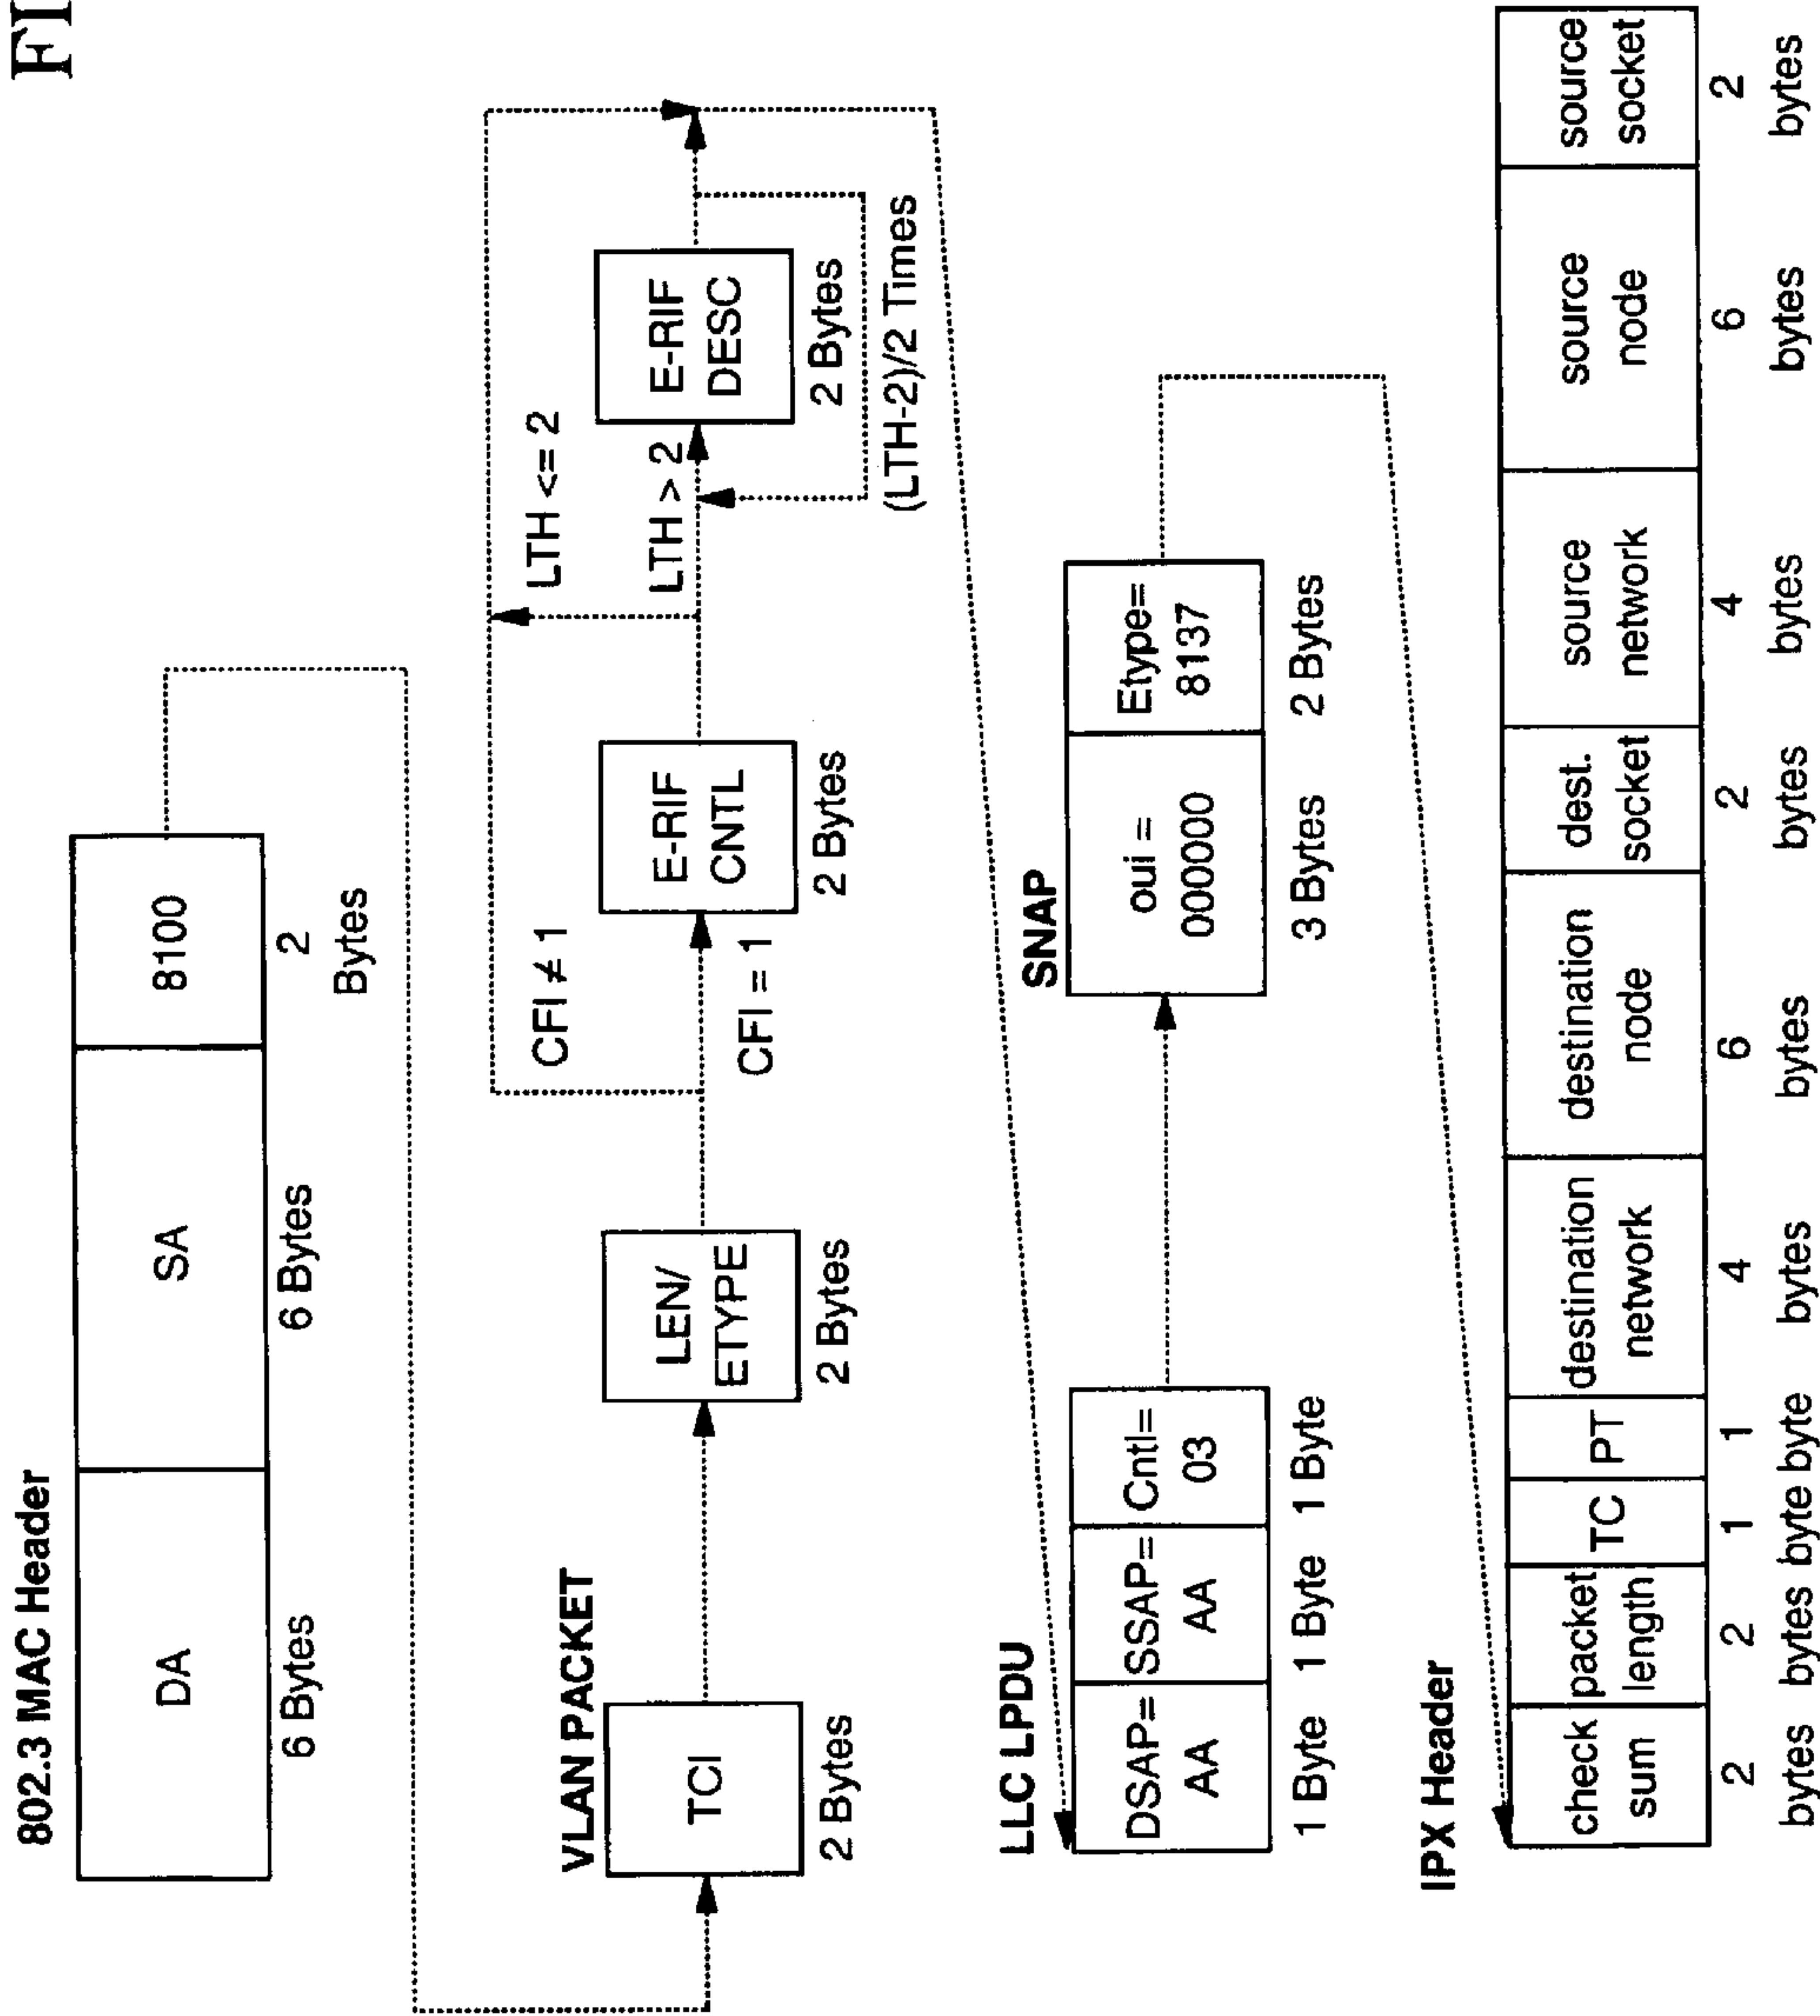 FI
802.3 MAC Header
DA
SA
8100
6 Bytes
6 Bytes
2
Bytes
VLAN PACKET
TCI
LEN/
ETYPE
CFI ≠ 1
CFI = 1
E-RIF
CNTL
LTH <= 2
LTH > 2
E-RIF
DESC
2 Bytes
2 Bytes
2 Bytes
2 Bytes
(LTH-2)/2 Times
LLC LPDU
DSAP=
AA
SSAP=
AA
Cntl=
03
1 Byte
1 Byte
1 Byte
SNAP
oui =
000000
Etype=
8137
3 Bytes
2 Bytes
IPX Header
check
sum
packet
length
TC
PT
destination
network
destination
node
dest.
socket
source
network
source
node
source
socket
2
bytes
2
bytes
1
byte
1
byte
4
bytes
6
bytes
2
bytes
4
bytes
6
bytes
2
bytes